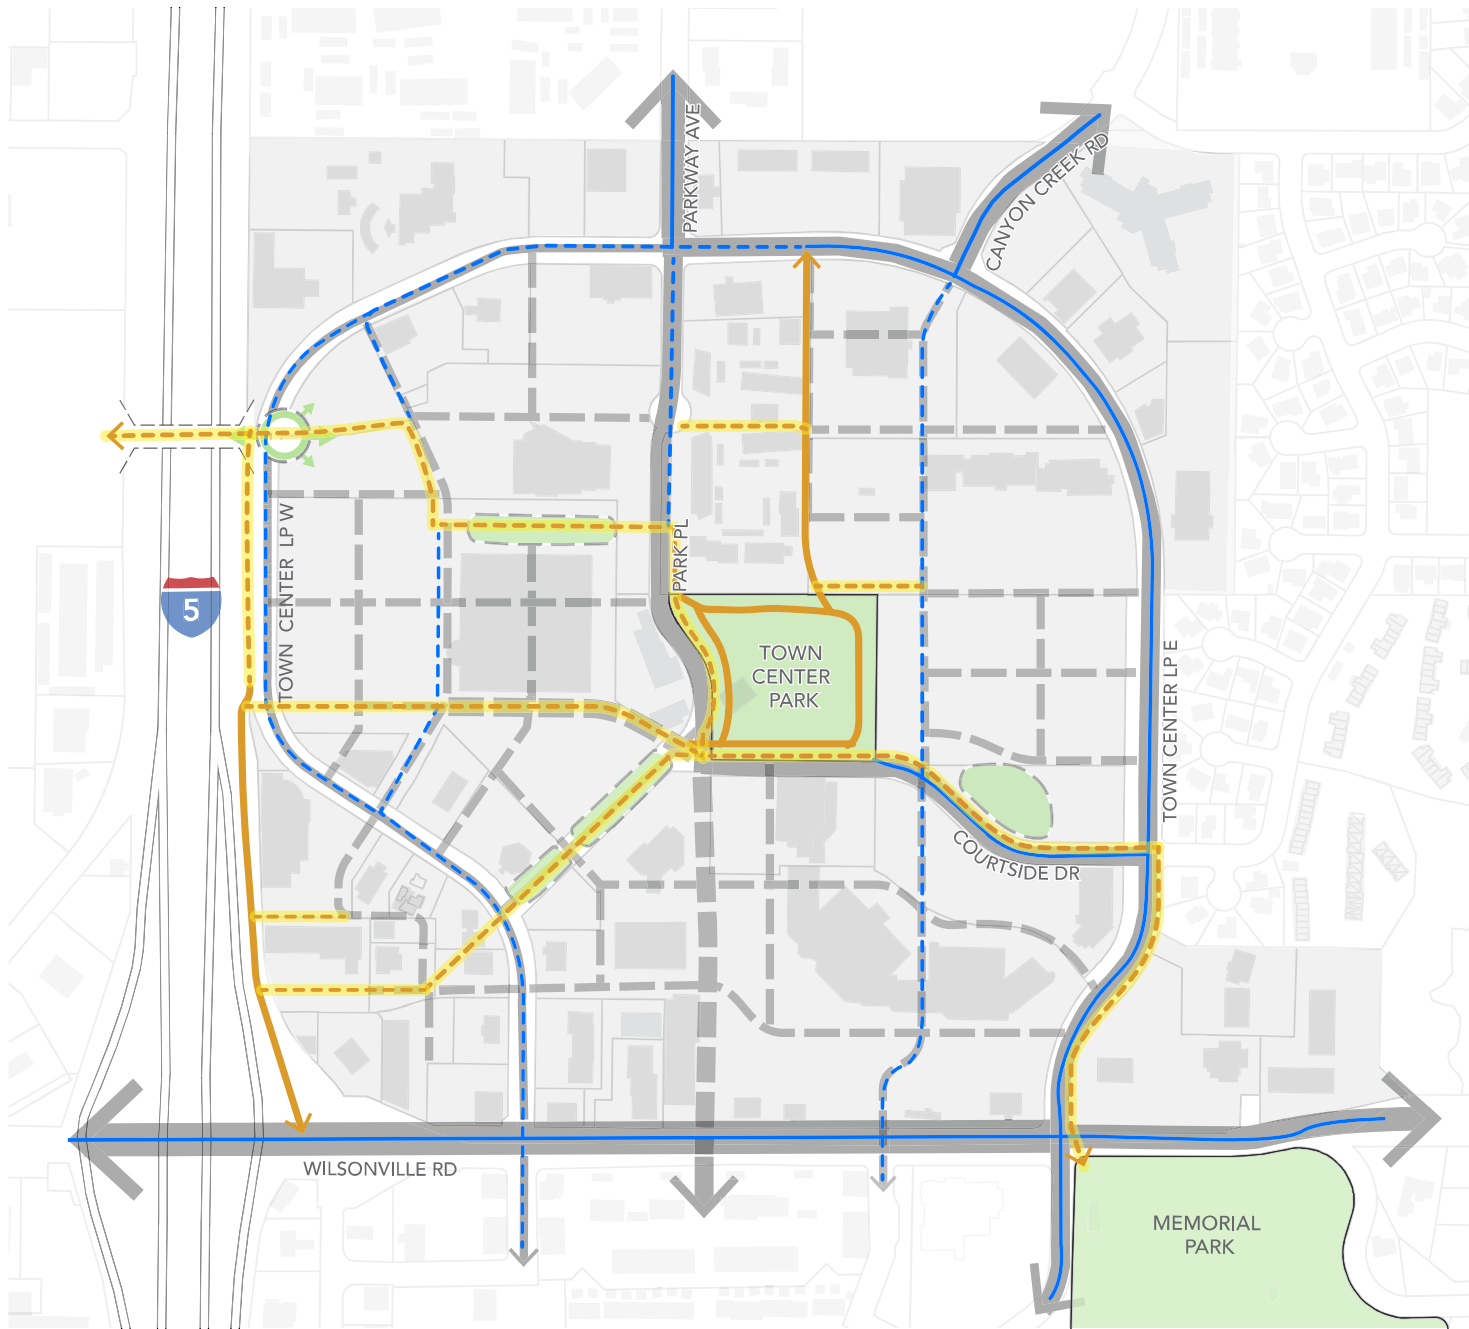 PARKWAY AVE
CANYON CREEK RD
TOWN CENTER LP W
PARK PL
5
TOWN
CENTER
PARK
TOWN CENTER LP E
COURTSIDE DR
WILSONVILLE RD
MEMORIAL
PARK